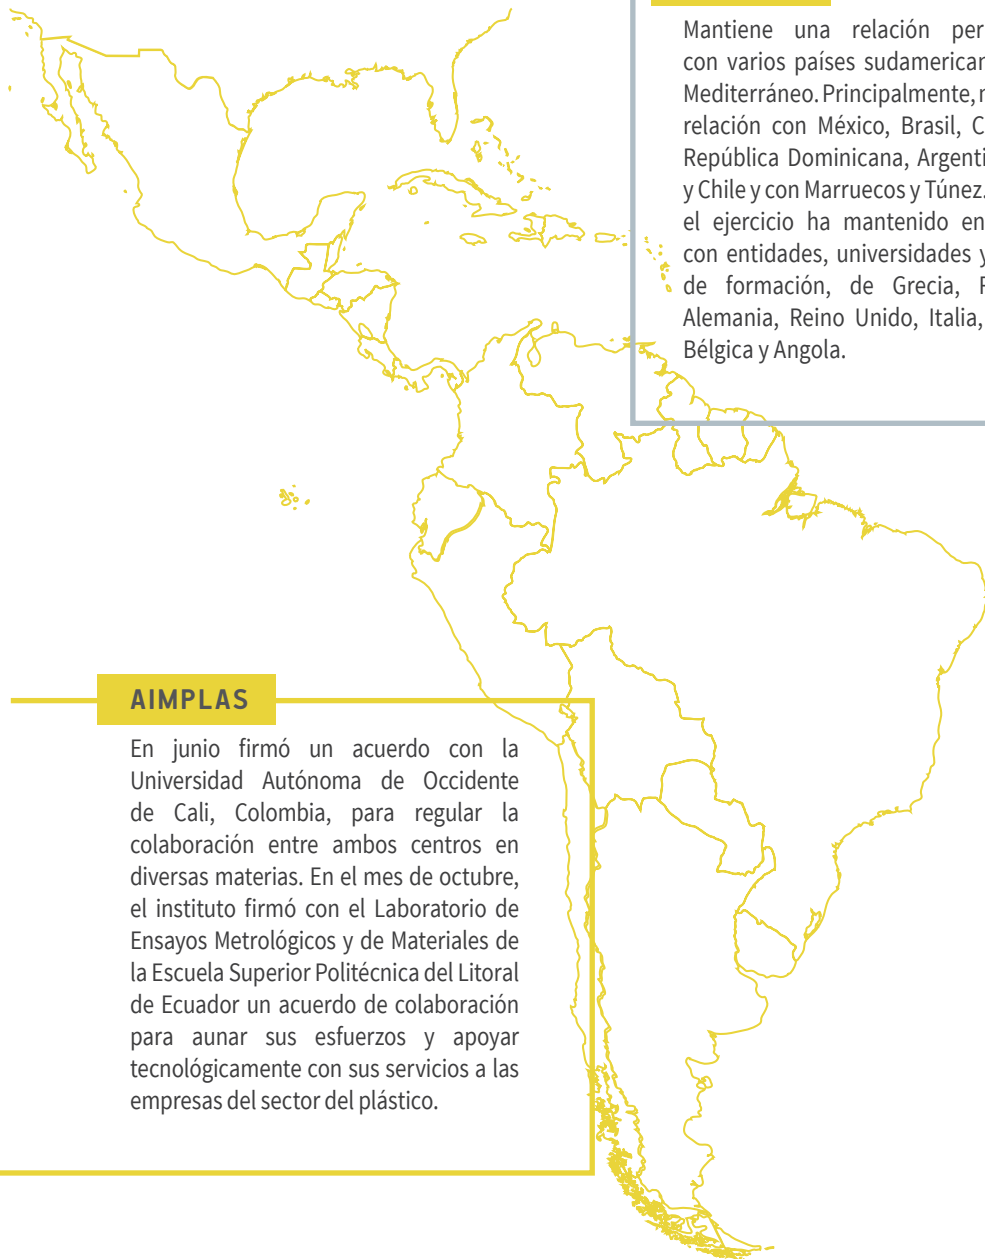 Mantiene una relación
con varios países
Mediterráneo. Principalmente,
relación con México, Brasil,
República Dominicana,
y Chile y con Marruecos y Túnez.
el ejercicio ha mantenido
con entidades, universidades y
de formación, de Grecia,
Alemania, Reino Unido, Italia,
Bélgica y Angola.
AIMPLAS
En junio firmó un acuerdo con la
Universidad Autónoma de Occidente
de Cali, Colombia, para regular la
colaboración entre ambos centros en
diversas materias. En el mes de octubre,
el instituto firmó con el Laboratorio de
Ensayos Metrológicos y de Materiales de
la Escuela Superior Politécnica del Litoral
de Ecuador un acuerdo de colaboración
para aunar sus esfuerzos y apoyar
tecnológicamente con sus servicios a las
empresas del sector del plástico.